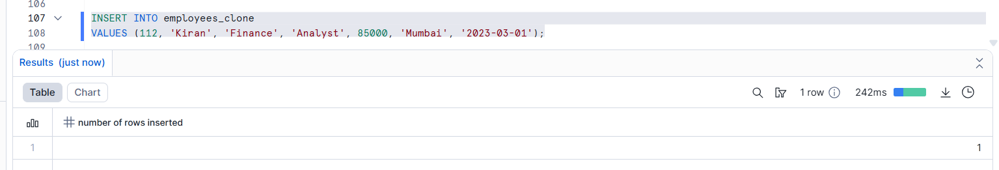 106
107 INSERT INTO employees_clone
108 VALUES (112, 'Kiran', 'Finance', 'Analyst', 85000, 'Mumbai', '2023-03-01');
109
Results (just now)
Table Chart 1 row 242ms
number of rows inserted
1 1